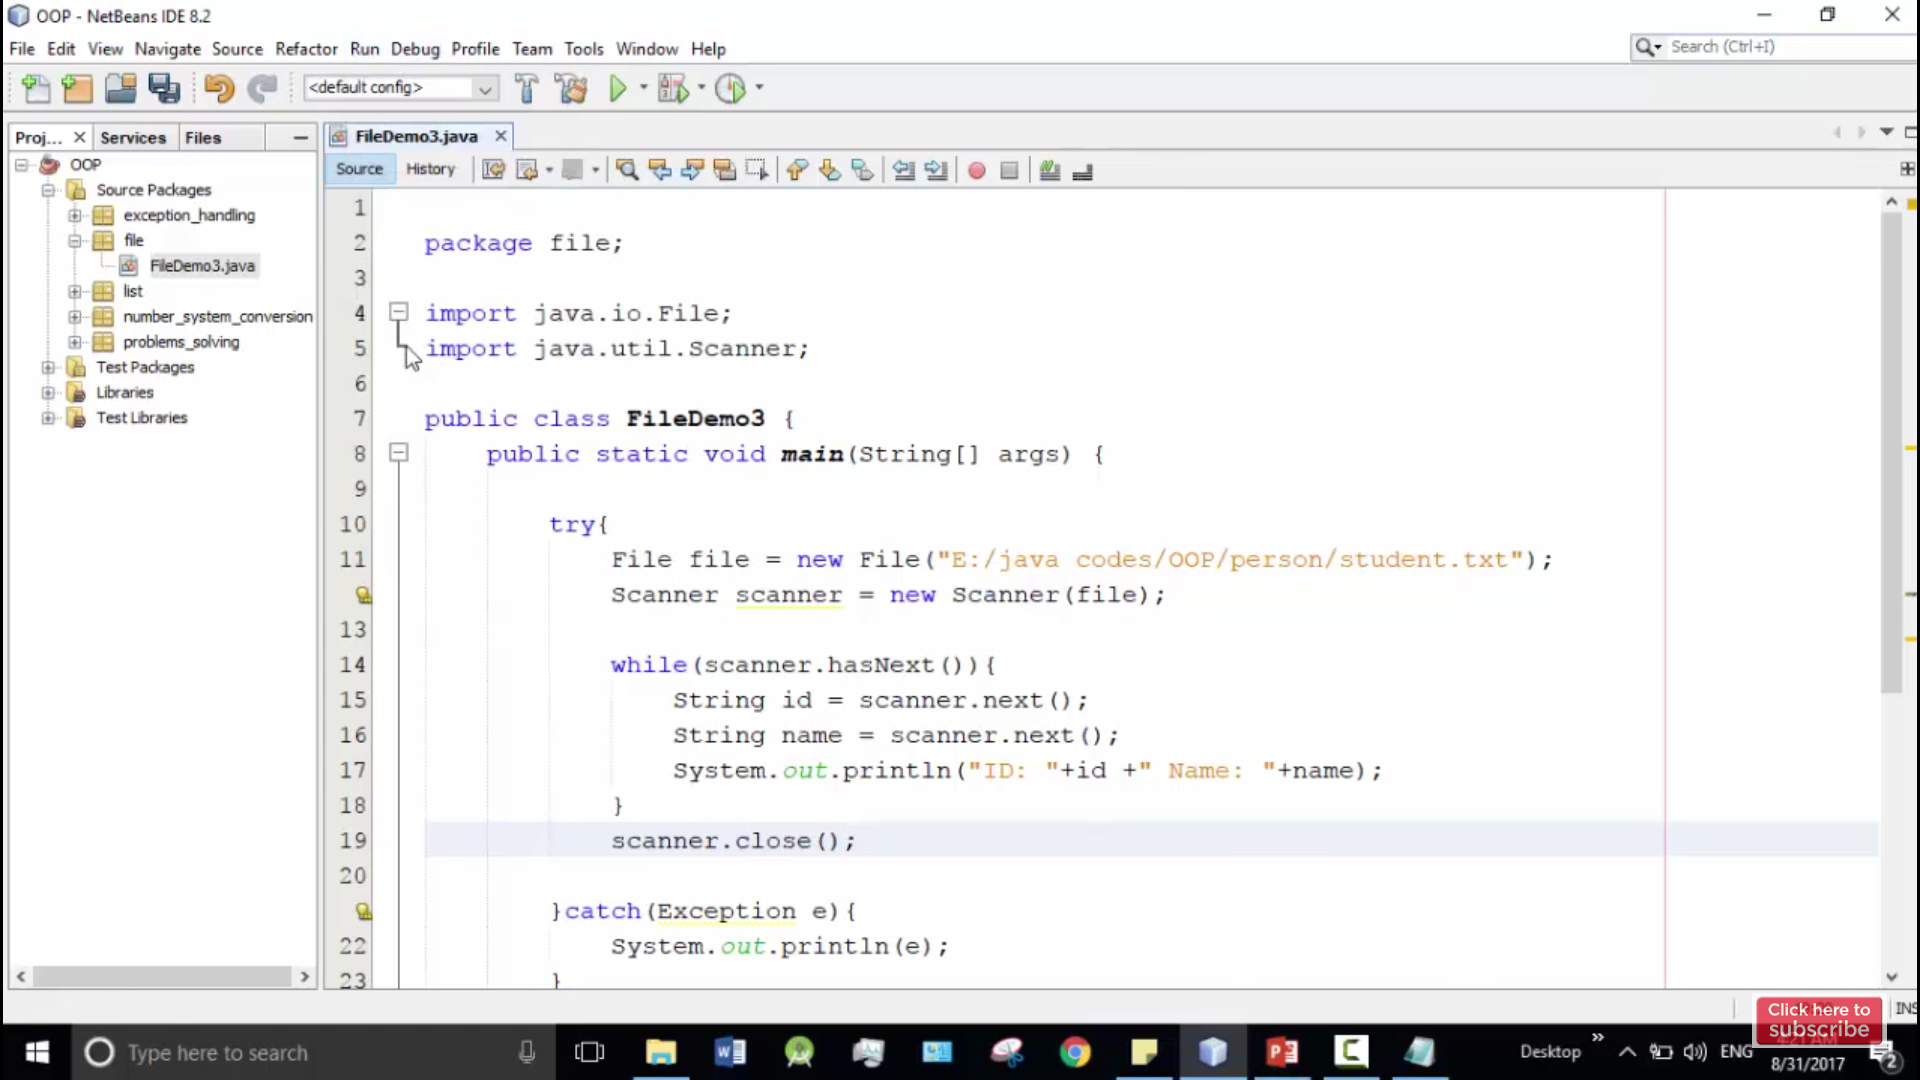 OOP - NetBeans IDE 8.2
File Edit View Navigate Source Refactor Run Debug Profile Team Tools Window Help
Search (Ctrl+I)
<default config>
Proj... Services Files
FileDemo3.java
Source History
OOP
Source Packages
exception_handling
file
FileDemo3.java
list
number_system_conversion
problems_solving
Test Packages
Libraries
Test Libraries
1
2 package file;
3
4 import java.io.File;
5 import java.util.Scanner;
6
7 public class FileDemo3 {
8 public static void main(String[] args) {
9
10 try{
11 File file = new File("E:/java codes/OOP/person/student.txt");
Scanner scanner = new Scanner(file);
13
14 while(scanner.hasNext()){
15 String id = scanner.next();
16 String name = scanner.next();
17 System.out.println("ID: "+id +" Name: "+name);
18 }
19 scanner.close();
20
}catch(Exception e){
22 System.out.println(e);
23 }
INS
Click here to
subscribe
Type here to search
Desktop
ENG
8/31/2017
2